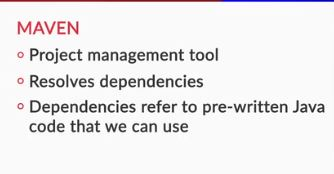 MAVEN
Project management tool
Resolves dependencies
Dependencies refer to pre-written Java
code that we can use